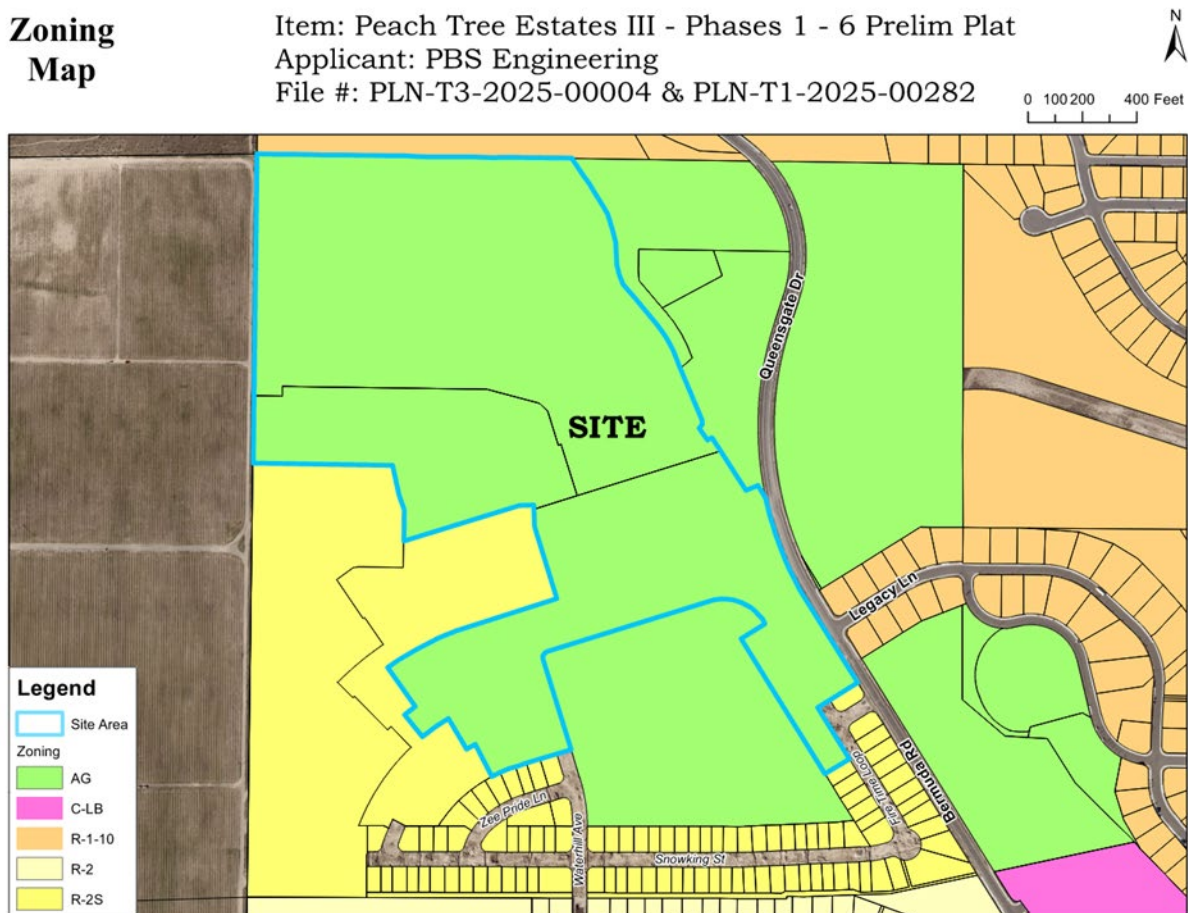 Zoning
Map
Item: Peach Tree Estates III - Phases 1 - 6 Prelim Plat
Applicant: PBS Engineering
File #: PLN-T3-2025-00004 & PLN-T1-2025-00282
N
0 100 200 400 Feet
Queensgate Dr
SITE
Legacy Ln
Bermuda Rd
Fire Time Loop
Zee Pride Ln
Waterhill Ave
Snowking St
Legend
Site Area
Zoning
AG
C-LB
R-1-10
R-2
R-2S